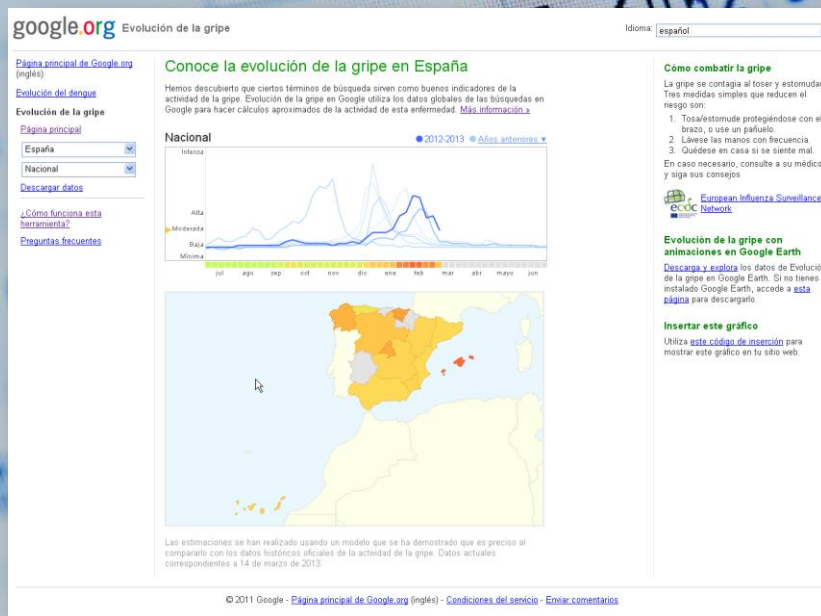 google.org Evolución de la gripe
Idioma: español
Página principal de Google.org
(inglés)
Evolución del dengue
Evolución de la gripe
Página principal
España
Nacional
Descargar datos
¿Cómo funciona esta
herramienta?
Preguntas frecuentes
Conoce la evolución de la gripe en España
Hemos descubierto que ciertos términos de búsqueda sirven como buenos indicadores de la
actividad de la gripe. Evolución de la gripe en Google utiliza los datos globales de las búsquedas en
Google para hacer cálculos aproximados de la actividad de esta enfermedad. Más información »
Nacional
2012-2013 Años anteriores ▼
Intensa
Alta
Moderada
Baja
Mínima
jul ago sep oct nov dic ene feb mar abr mayo jun
Las estimaciones se han realizado usando un modelo que se ha demostrado que es preciso al
compararlo con los datos históricos oficiales de la actividad de la gripe. Datos actuales
correspondientes a 14 de marzo de 2013.
Cómo combatir la gripe
La gripe se contagia al toser y estornudar
Tres medidas simples que reducen el
riesgo son:
1. Tosa/estornude protegiéndose con el
brazo, o use un pañuelo.
2. Lávese las manos con frecuencia.
3. Quédese en casa si se siente mal.
En caso necesario, consulte a su médico
y siga sus consejos
ecdc
European Influenza Surveillance
Network
Evolución de la gripe con
animaciones en Google Earth
Descarga y explora los datos de Evolució
de la gripe en Google Earth. Si no tienes
instalado Google Earth, accede a esta
página para descargarlo.
Insertar este gráfico
Utiliza este código de inserción para
mostrar este gráfico en tu sitio web.
© 2011 Google - Página principal de Google.org (inglés) - Condiciones del servicio - Enviar comentarios